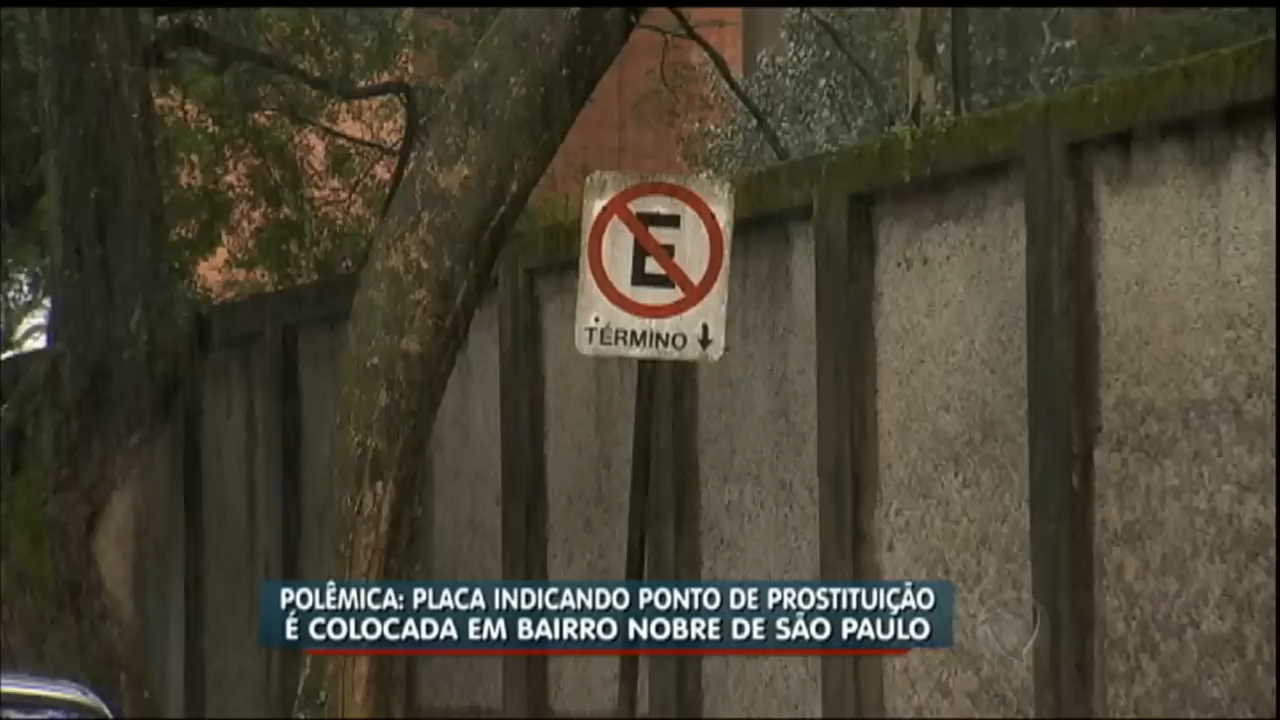 E
TÉRMINO ↓
POLÊMICA: PLACA INDICANDO PONTO DE PROSTITUIÇÃO
É COLOCADA EM BAIRRO NOBRE DE SÃO PAULO